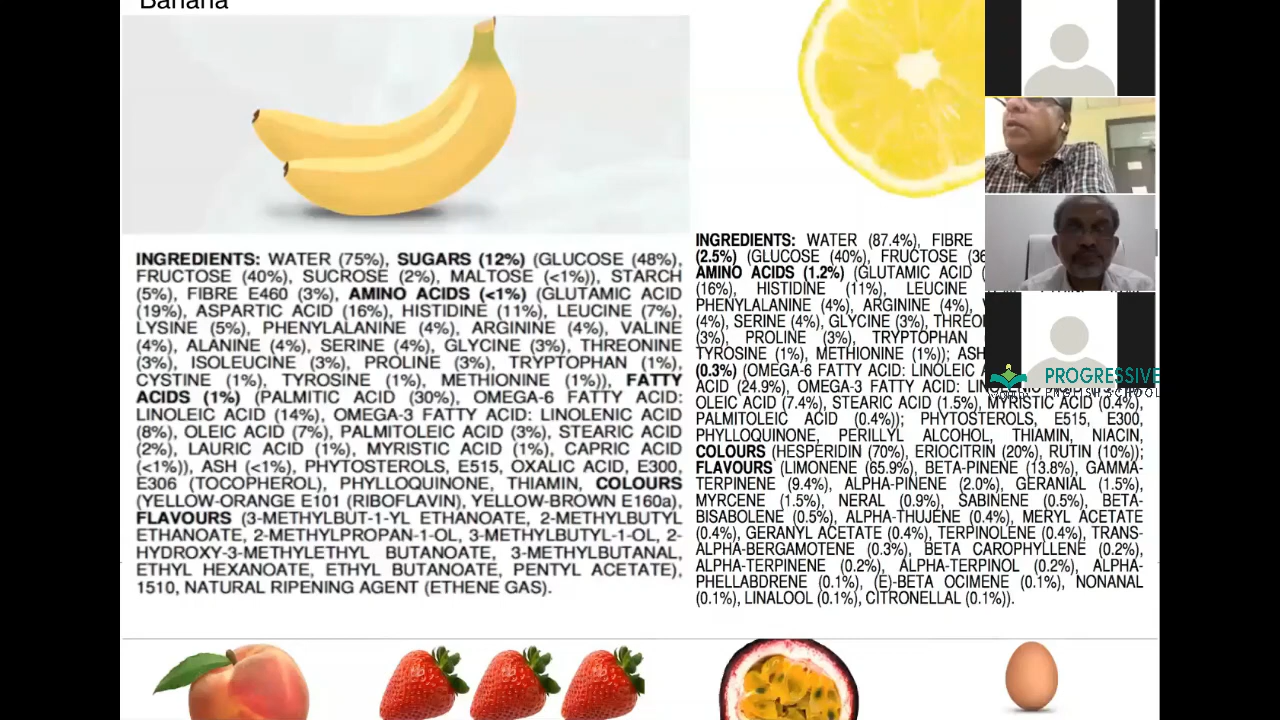 Banana
INGREDIENTS: WATER (75%), SUGARS (12%) (GLUCOSE (48%),
FRUCTOSE (40%), SUCROSE (2%), MALTOSE (<1%)), STARCH
(5%), FIBRE E460 (3%), AMINO ACIDS (<1%) (GLUTAMIC ACID
(19%), ASPARTIC ACID (16%), HISTIDINE (11%), LEUCINE (7%),
LYSINE (5%), PHENYLALANINE (4%), ARGININE (4%), VALINE
(4%), ALANINE (4%), SERINE (4%), GLYCINE (3%), THREONINE
(3%), ISOLEUCINE (3%), PROLINE (3%), TRYPTOPHAN (1%),
CYSTINE (1%), TYROSINE (1%), METHIONINE (1%)), FATTY
ACIDS (1%) (PALMITIC ACID (30%), OMEGA-6 FATTY ACID:
LINOLEIC ACID (14%), OMEGA-3 FATTY ACID: LINOLENIC ACID
(8%), OLEIC ACID (7%), PALMITOLEIC ACID (3%), STEARIC ACID
(2%), LAURIC ACID (1%), MYRISTIC ACID (1%), CAPRIC ACID
(<1%)), ASH (<1%), PHYTOSTEROLS, E515, OXALIC ACID, E300,
E306 (TOCOPHEROL), PHYLLOQUINONE, THIAMIN, COLOURS
(YELLOW-ORANGE E101 (RIBOFLAVIN), YELLOW-BROWN E160a),
FLAVOURS (3-METHYLBUT-1-YL ETHANOATE, 2-METHYLBUTYL
ETHANOATE, 2-METHYLPROPAN-1-OL, 3-METHYLBUTYL-1-OL, 2-
HYDROXY-3-METHYLETHYL BUTANOATE, 3-METHYLBUTANAL,
ETHYL HEXANOATE, ETHYL BUTANOATE, PENTYL ACETATE),
1510, NATURAL RIPENING AGENT (ETHENE GAS).
INGREDIENTS: WATER (87.4%), FIBRE
(2.5%) (GLUCOSE (40%), FRUCTOSE (36
AMINO ACIDS (1.2%) (GLUTAMIC ACID
(16%), HISTIDINE (11%), LEUCINE
PHENYLALANINE (4%), ARGININE (4%),
(4%), SERINE (4%), GLYCINE (3%),
(3%), PROLINE (3%), TRYPTOPHAN
TYROSINE (1%), METHIONINE (1%)); ASH
(0.3%) (OMEGA-6 FATTY ACID: LINOLEIC
ACID (24.9%), OMEGA-3 FATTY ACID:
OLEIC ACID (7.4%), STEARIC ACID (1.5%), MYRISTIC ACID (0.4%),
PALMITOLEIC ACID (0.4%)); PHYTOSTEROLS, E515, E300,
PHYLLOQUINONE, PERILLYL ALCOHOL, THIAMIN, NIACIN,
COLOURS (HESPERIDIN (70%), ERIOCITRIN (20%), RUTIN (10%));
FLAVOURS (LIMONENE (65.9%), BETA-PINENE (13.8%), GAMMA-
TERPINENE (9.4%), ALPHA-PINENE (2.0%), GERANIAL (1.5%),
MYRCENE (1.5%), NERAL (0.9%), SABINENE (0.5%), BETA-
BISABOLENE (0.5%), ALPHA-THUJENE (0.4%), MERYL ACETATE
(0.4%), GERANYL ACETATE (0.4%), TERPINOLENE (0.4%), TRANS-
ALPHA-BERGAMOTENE (0.3%), BETA CAROPHYLLENE (0.2%),
ALPHA-TERPINENE (0.2%), ALPHA-TERPINOL (0.2%), ALPHA-
PHELLABDRENE (0.1%), (E)-BETA OCIMENE (0.1%), NONANAL
(0.1%), LINALOOL (0.1%), CITRONELLAL (0.1%)).
PROGRESSIVE
ENGLISH SCHOOL